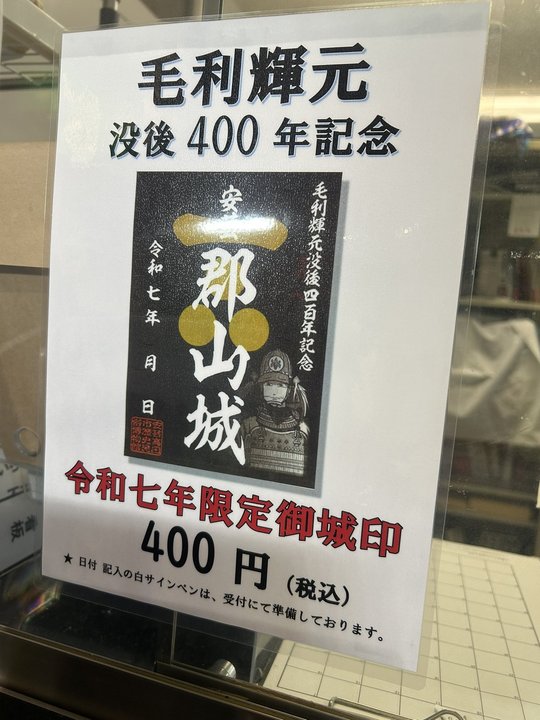 毛利輝元
没後 400 年記念
毛利輝元没後四百年記念
安
郡山城
令和七年 月 日
令和七年限定御城印
400 円 (税込)
★ 日付 記入の白サインペンは、受付にて準備しております。